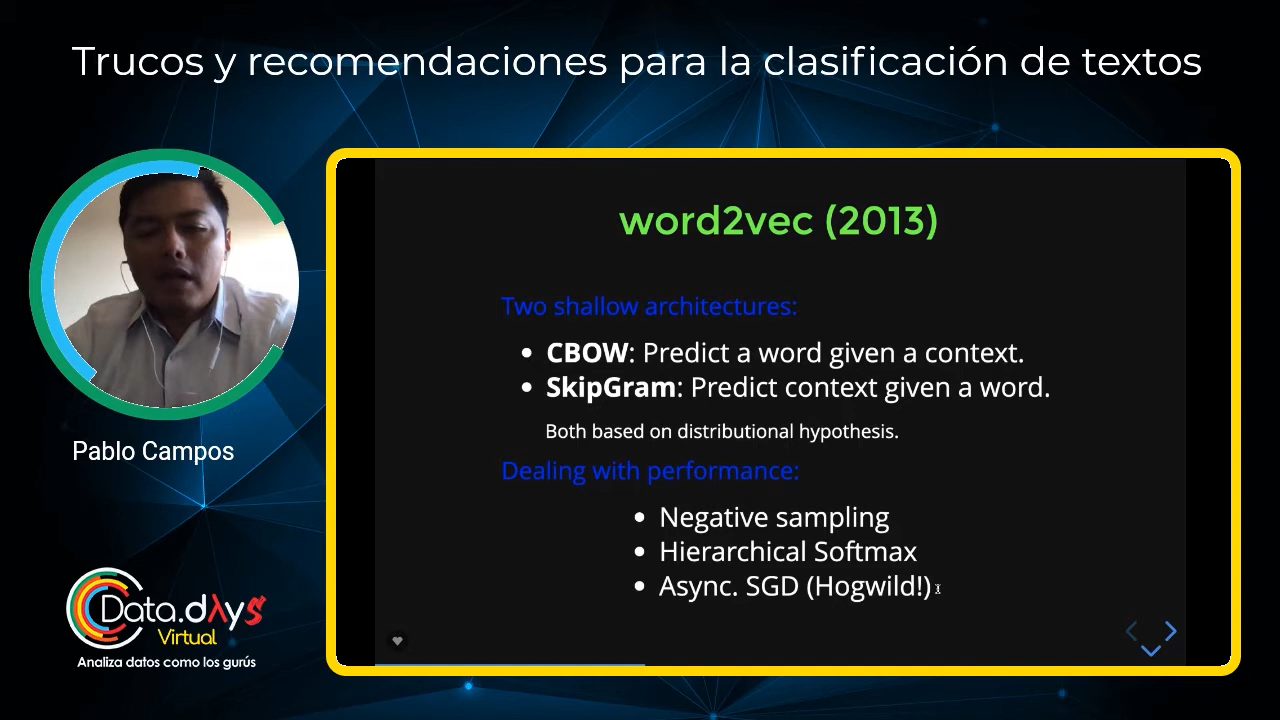 Trucos y recomendaciones para la clasificación de textos
word2vec (2013)
Two shallow architectures:
CBOW: Predict a word given a context.
SkipGram: Predict context given a word.
Both based on distributional hypothesis.
Dealing with performance:
Negative sampling
Hierarchical Softmax
Async. SGD (Hogwild!)
Pablo Campos
Data.dλys
Virtual
Analiza datos como los gurús